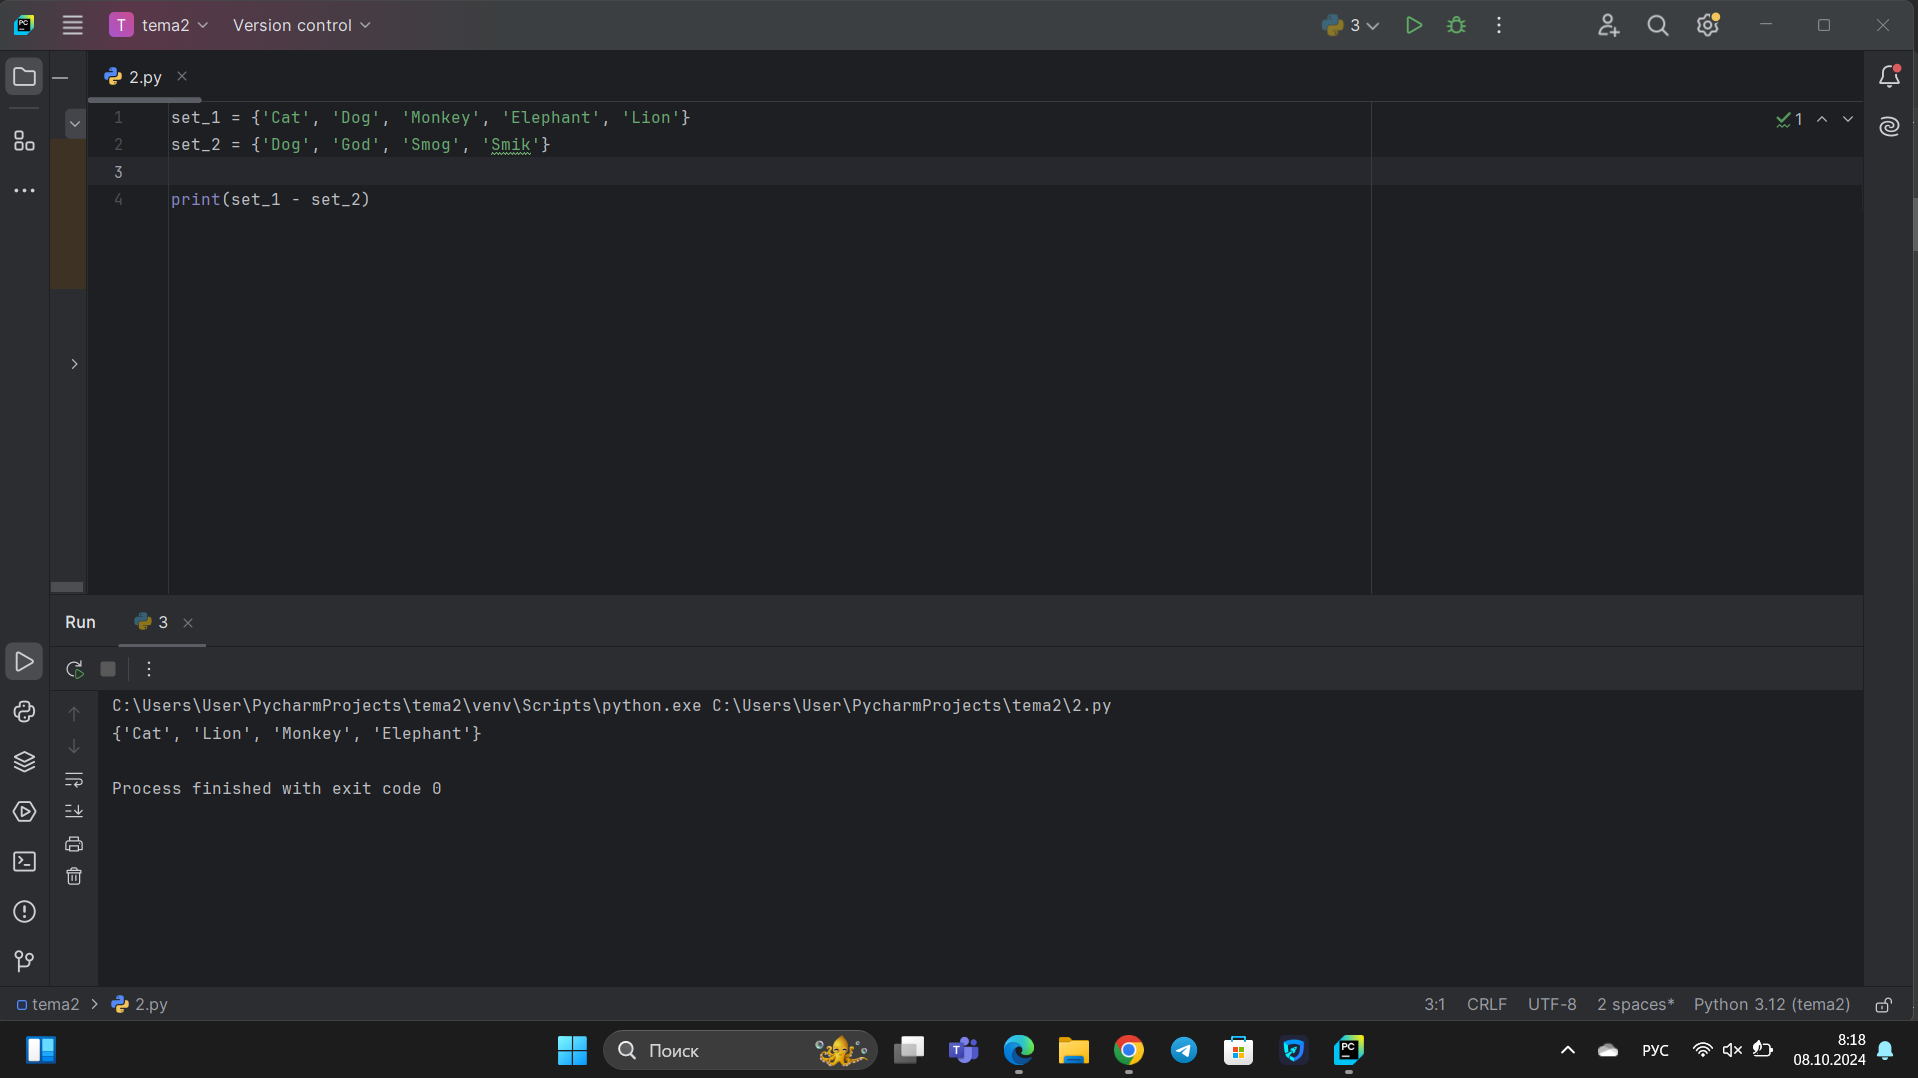 PC
T tema2 Version control 3
2.py
1 set_1 = {'Cat', 'Dog', 'Monkey', 'Elephant', 'Lion'} 1
2 set_2 = {'Dog', 'God', 'Smog', 'Smik'}
3
4 print(set_1 - set_2)
Run 3
C:\Users\User\PycharmProjects\tema2\venv\Scripts\python.exe C:\Users\User\PycharmProjects\tema2\2.py
{'Cat', 'Lion', 'Monkey', 'Elephant'}
Process finished with exit code 0
tema2 2.py 3:1 CRLF UTF-8 2 spaces* Python 3.12 (tema2)
Поиск T PC РУС 8:18
08.10.2024